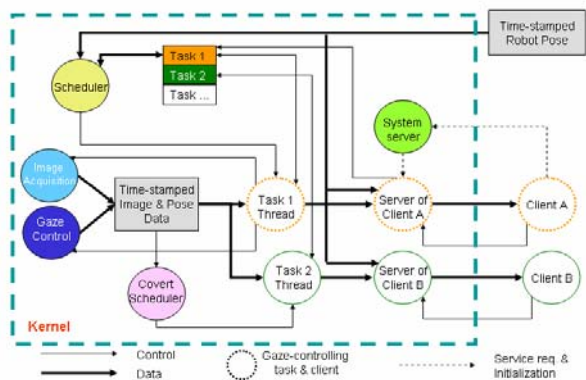 Time-stamped
Robot Pose
Task 1
Task 2
Task ...
Scheduler
System
server
Image
Acquisition
Time-stamped
Image & Pose
Data
Gaze
Control
Task 1
Thread
Server of
Client A
Client A
Covert
Scheduler
Task 2
Thread
Server of
Client B
Client B
Kernel
Control
Data
Gaze-controlling
task & client
Service req. &
Initialization